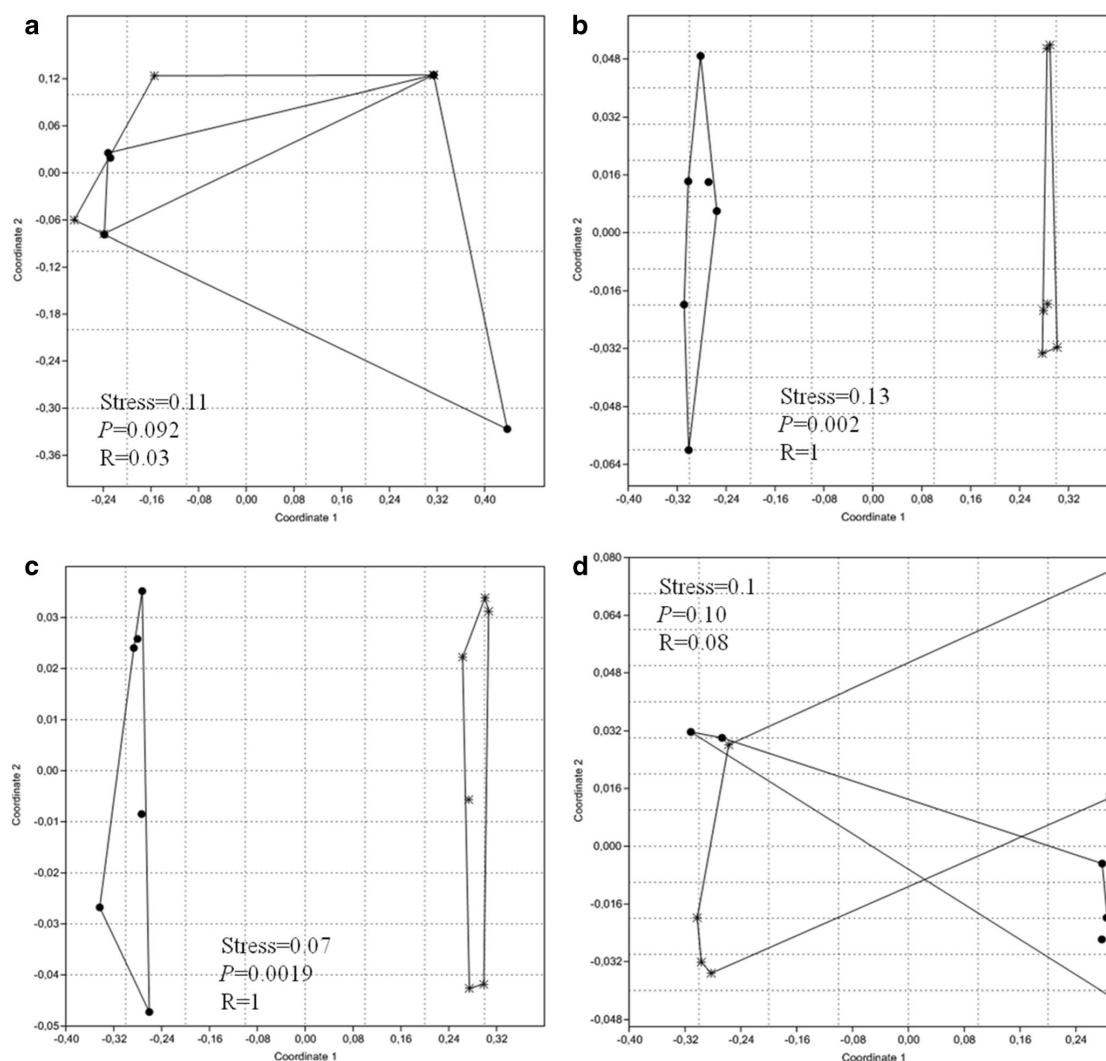 a
0,12
0,06
0,00
-0,06
-0,12
-0,18
-0,24
-0,30
-0,36
Coordinate 2
Stress=0.11
P=0.092
R=0.03
-0,24 -0,16 -0,08 0,00 0,08 0,16 0,24 0,32 0,40
Coordinate 1
b
0,048
0,032
0,016
0,000
-0,016
-0,032
-0,048
-0,064
Coordinate 2
Stress=0.13
P=0.002
R=1
-0,40 -0,32 -0,24 -0,16 -0,08 0,00 0,08 0,16 0,24 0,32
Coordinate 1
c
0,03
0,02
0,01
0,00
-0,01
-0,02
-0,03
-0,04
-0,05
Coordinate 2
Stress=0.07
P=0.0019
R=1
-0,40 -0,32 -0,24 -0,16 -0,08 0,00 0,08 0,16 0,24 0,32
Coordinate 1
d
0,080
0,064
0,048
0,032
0,016
0,000
-0,016
-0,032
-0,048
Coordinate 2
Stress=0.1
P=0.10
R=0.08
-0,40 -0,32 -0,24 -0,16 -0,08 0,00 0,08 0,16 0,24
Coordinate 1